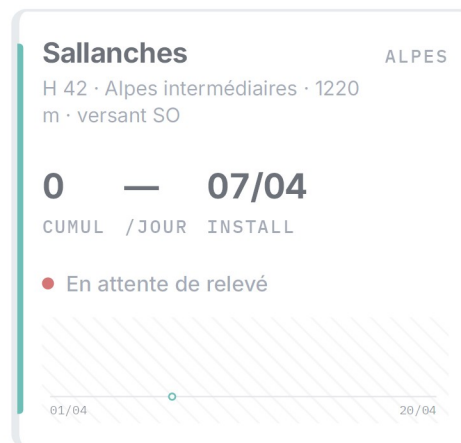 Sallanches
ALPES
H 42 · Alpes intermédiaires · 1220
m · versant SO
0 — 07/04
CUMUL /JOUR INSTALL
En attente de relevé
01/04 20/04